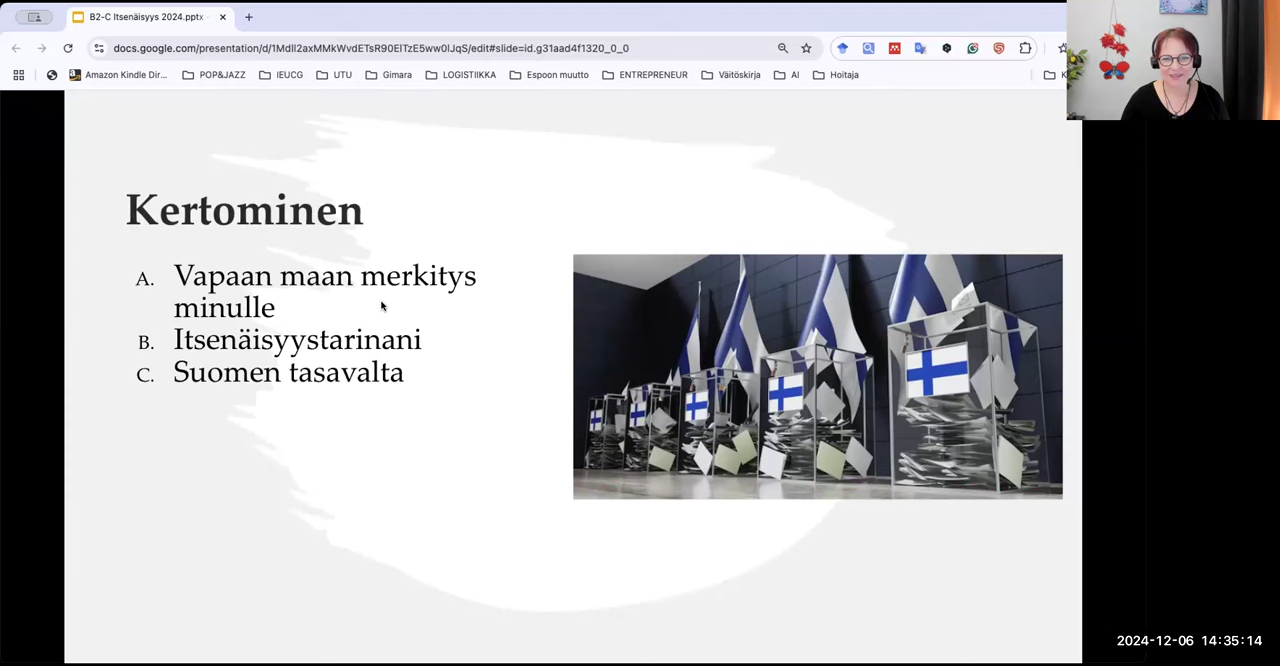 B2-C Itsenäisyys 2024.pptx
docs.google.com/presentation/d/1Mdll2axMMkWvdETsR90ElTzE5ww0lJqS/edit#slide=id.g31aad4f1320_0_0
Amazon Kindle Dir... POP&JAZZ IEUCG UTU Gimara LOGISTIIKKA Espoon muutto ENTREPRENEUR Väitöskirja AI Hoitaja
Kertominen
A. Vapaan maan merkitys
minulle
B. Itsenäisyystarinani
C. Suomen tasavalta
2024-12-06 14:35:14